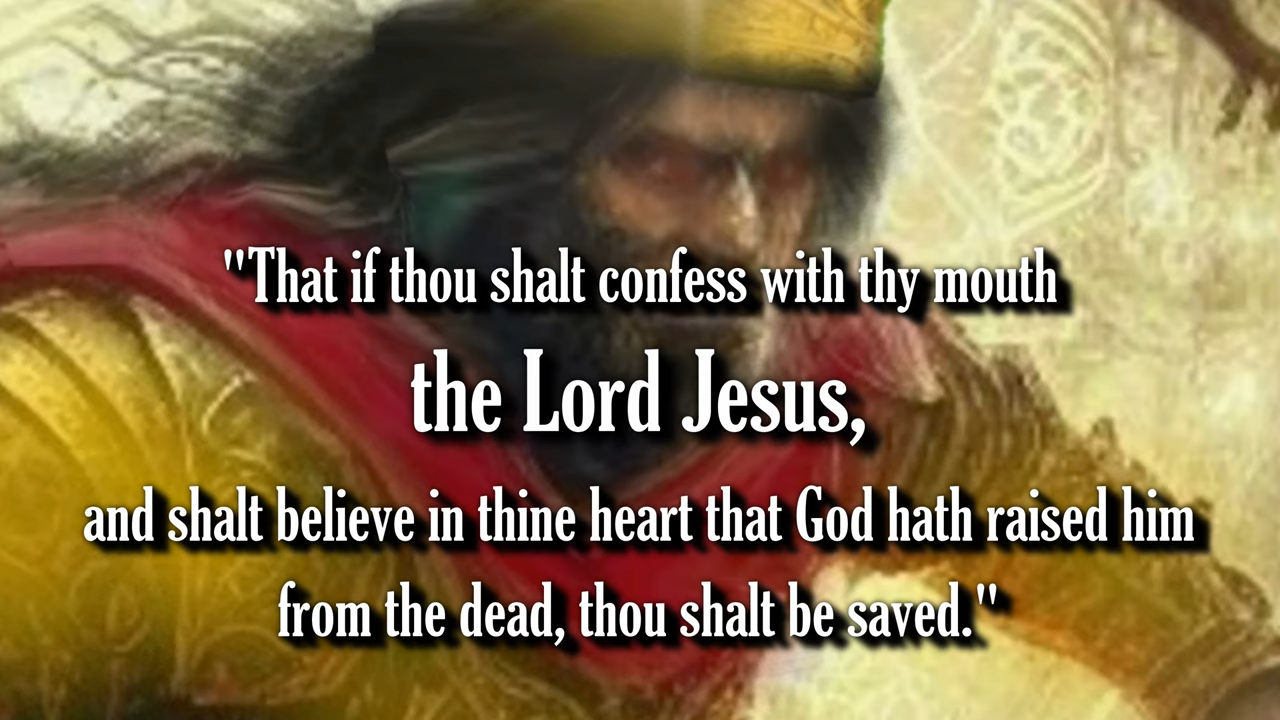 "That if thou shalt confess with thy mouth
the Lord Jesus,
and shalt believe in thine heart that God hath raised him
from the dead, thou shalt be saved."